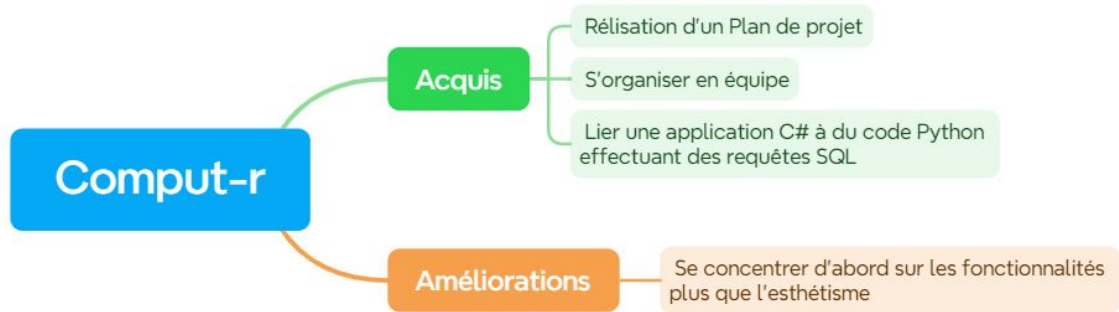 Comput-r
Acquis
Rélisation d'un Plan de projet
S'organiser en équipe
Lier une application C# à du code Python
effectuant des requêtes SQL
Améliorations
Se concentrer d'abord sur les fonctionnalités
plus que l'esthétisme